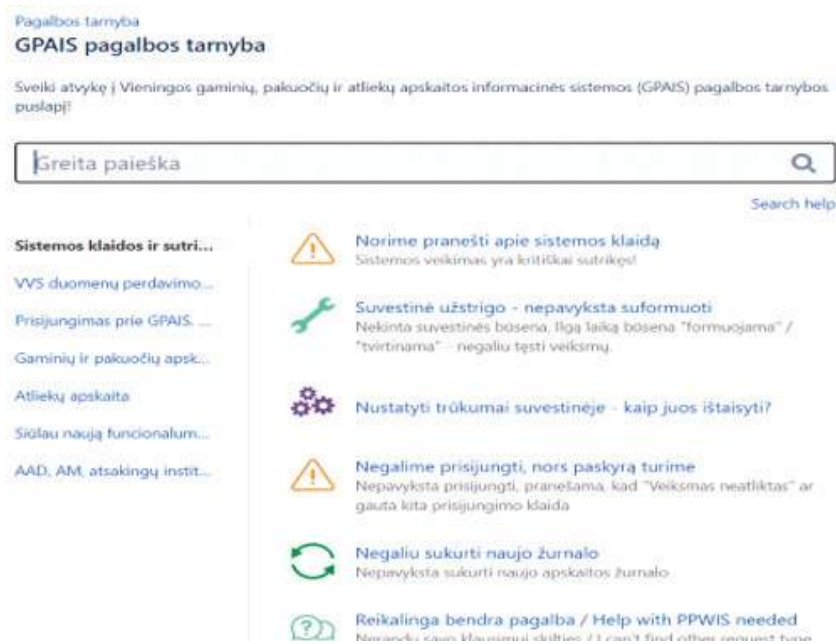 Pagalbos tarnyba
GPAIS pagalbos tarnyba
Sveiki atvykę į Vieningos gaminių, pakuočių ir atliekų apskaitos informacinės sistemos (GPAIS) pagalbos tarnybos
puslapį!
Greita paieška
Search help
Sistemos klaidos ir sutri...
VVS duomenų perdavimo...
Prisijungimas prie GPAIS. ...
Gaminių ir pakuočių apsk...
Atliekų apskaita
Siūlau naują funcionalum...
AAD, AM, atsakingų instit...
Norime pranešti apie sistemos klaidą
Sistemos veikimas yra kritiškai sutrikęs!
Suvestinė užstrigo - nepavyksta suformuoti
Nekinta suvestinės būsena. Ilgą laiką būsena "formuojama" /
"tvirtinama" - negaliu tęsti veiksmų.
Nustatyti trūkumai suvestinėje - kaip juos ištaisyti?
Negalime prisijungti, nors paskyrą turime
Nepavyksta prisijungti, pranešama, kad "Veiksmas neatliktas" ar
gauta kita prisijungimo klaida
Negaliu sukurti naujo žurnalo
Nepavyksta sukurti naujo apskaitos žurnalo
Reikalinga bendra pagalba / Help with PPWIS needed
Nerandu savo klausimui skilties / I can't find other request type